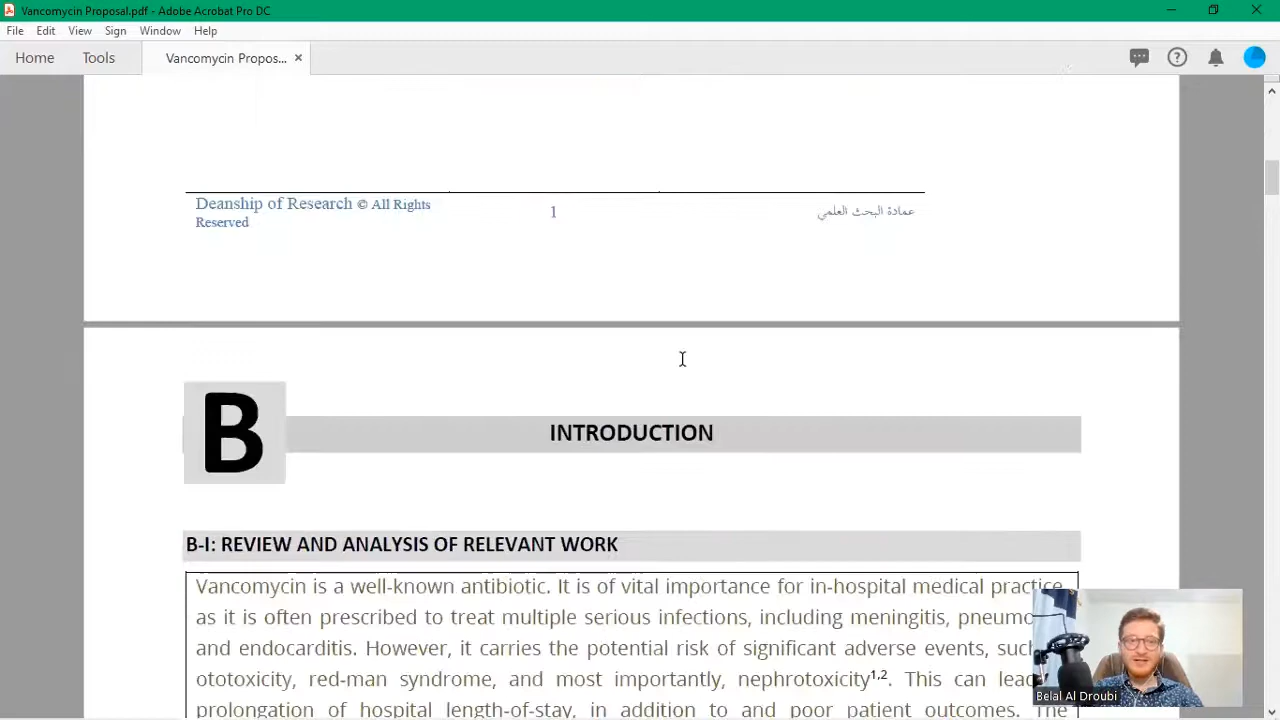 Vancomycin Proposal.pdf - Adobe Acrobat Pro DC
File Edit View Sign Window Help
Home Tools Vancomycin Propos... ×
Deanship of Research © All Rights
Reserved
1
عمادة البحث العلمي
B
INTRODUCTION
B-I: REVIEW AND ANALYSIS OF RELEVANT WORK
Vancomycin is a well-known antibiotic. It is of vital importance for in-hospital medical practice,
as it is often prescribed to treat multiple serious infections, including meningitis,
and endocarditis. However, it carries the potential risk of significant adverse events,
ototoxicity, red-man syndrome, and most importantly, nephrotoxicity1,2. This can
prolongation of hospital length-of-stay, in addition to and poor patient outcomes. The
Belal Al Droubi